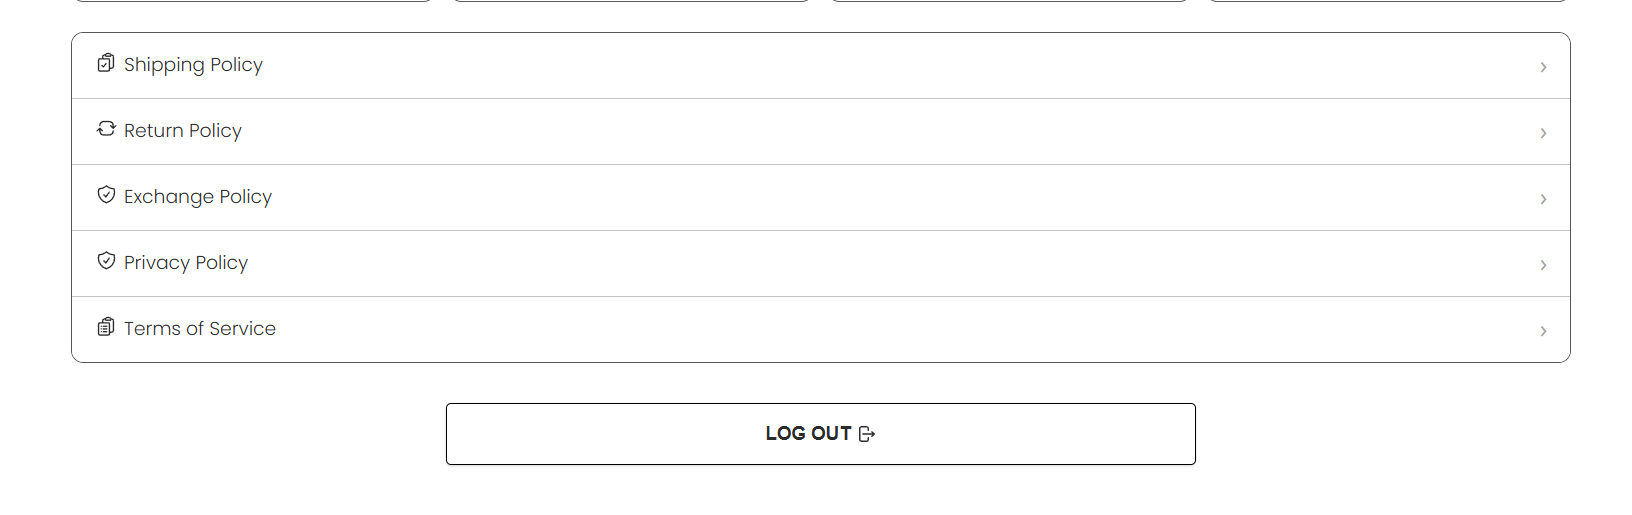 Shipping Policy
Return Policy
Exchange Policy
Privacy Policy
Terms of Service
LOG OUT